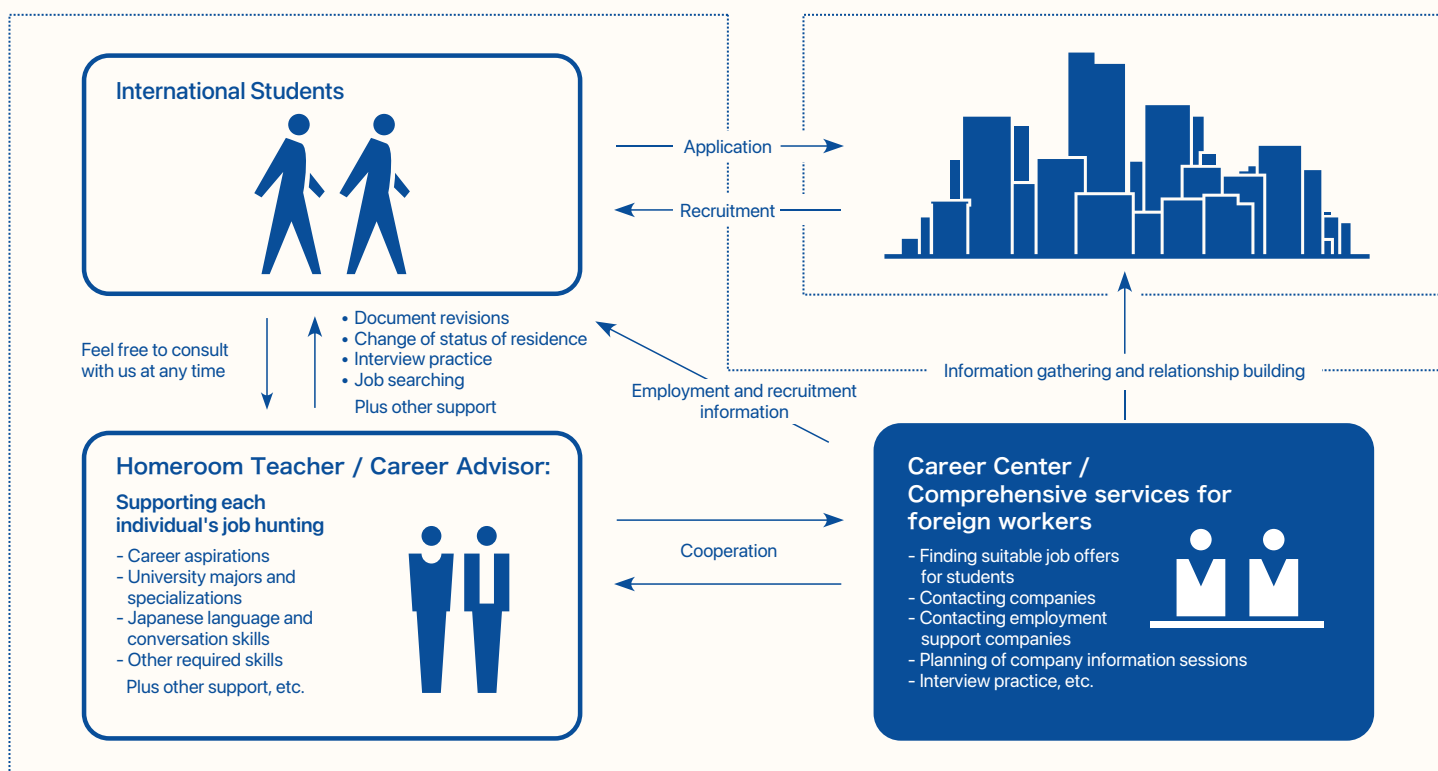 International Students
Application
Recruitment
Feel free to consult
with us at any time
• Document revisions
• Change of status of residence
• Interview practice
• Job searching
Plus other support
Employment and recruitment
information
Information gathering and relationship building
Homeroom Teacher / Career Advisor:
Supporting each
individual's job hunting
- Career aspirations
- University majors and
specializations
- Japanese language and
conversation skills
- Other required skills
Plus other support, etc.
Cooperation
Career Center /
Comprehensive services for
foreign workers
- Finding suitable job offers
for students
- Contacting companies
- Contacting employment
support companies
- Planning of company information sessions
- Interview practice, etc.